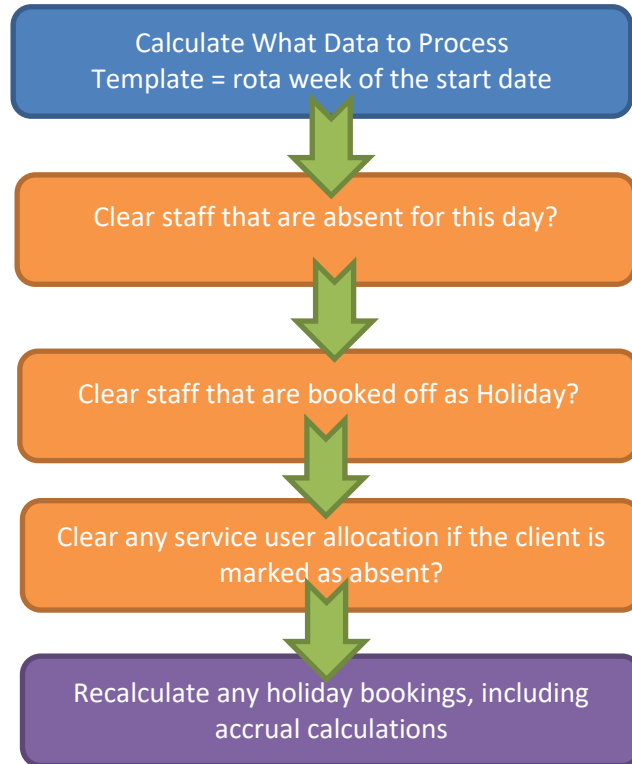 Calculate What Data to Process
Template = rota week of the start date
Clear staff that are absent for this day?
Clear staff that are booked off as Holiday?
Clear any service user allocation if the client is
marked as absent?
Recalculate any holiday bookings, including
accrual calculations